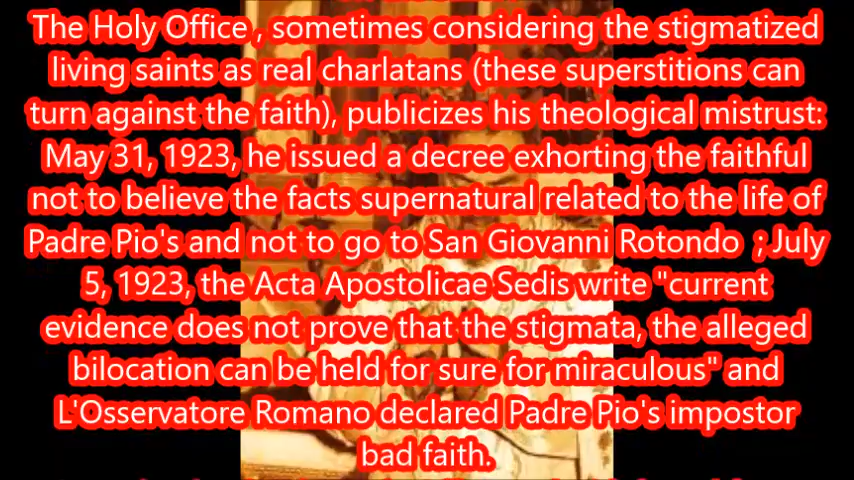 The Holy Office , sometimes considering the stigmatized
living saints as real charlatans (these superstitions can
turn against the faith), publicizes his theological mistrust:
May 31, 1923, he issued a decree exhorting the faithful
not to believe the facts supernatural related to the life of
Padre Pio's and not to go to San Giovanni Rotondo  ; July
5, 1923, the Acta Apostolicae Sedis write "current
evidence does not prove that the stigmata, the alleged
bilocation can be held for sure for miraculous" and
L'Osservatore Romano declared Padre Pio's impostor
bad faith.